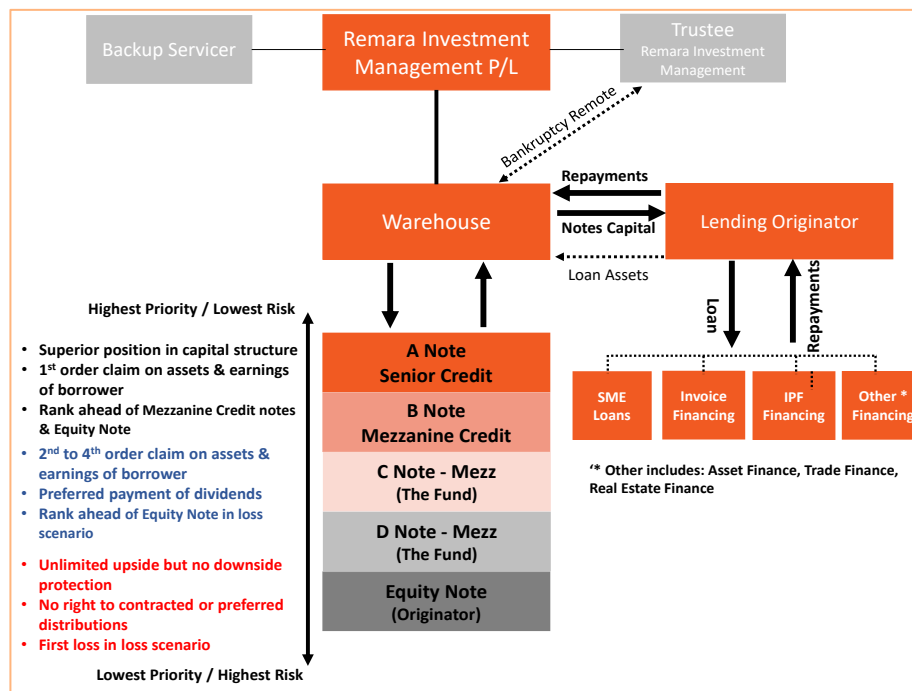 Backup Servicer
Remara Investment
Management P/L
Trustee
Remara Investment
Management
Bankruptcy Remote
Warehouse
Repayments
Notes Capital
Loan Assets
Lending Originator
Loan
Repayments
Highest Priority / Lowest Risk
• Superior position in capital structure
• 1st order claim on assets & earnings
of borrower
• Rank ahead of Mezzanine Credit notes
& Equity Note
• 2nd to 4th order claim on assets &
earnings of borrower
• Preferred payment of dividends
• Rank ahead of Equity Note in loss
scenario
• Unlimited upside but no downside
protection
• No right to contracted or preferred
distributions
• First loss in loss scenario
Lowest Priority / Highest Risk
A Note
Senior Credit
B Note
Mezzanine Credit
C Note - Mezz
(The Fund)
D Note - Mezz
(The Fund)
Equity Note
(Originator)
SME
Loans
Invoice
Financing
IPF
Financing
Other *
Financing
‘* Other includes: Asset Finance, Trade Finance,
Real Estate Finance